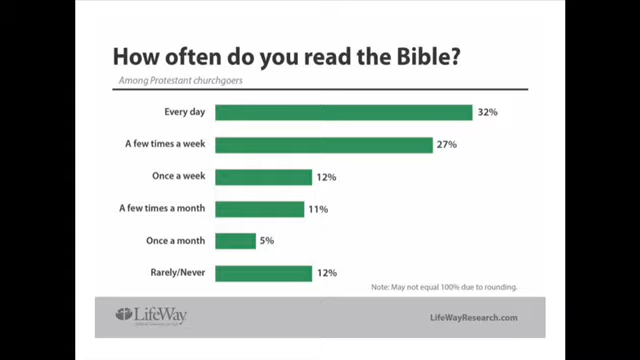 How often do you read the Bible?
Among Protestant churchgoers
Every day 32%
A few times a week 27%
Once a week 12%
A few times a month 11%
Once a month 5%
Rarely/Never 12%
Note: May not equal 100% due to rounding.
LifeWay LifeWayResearch.com